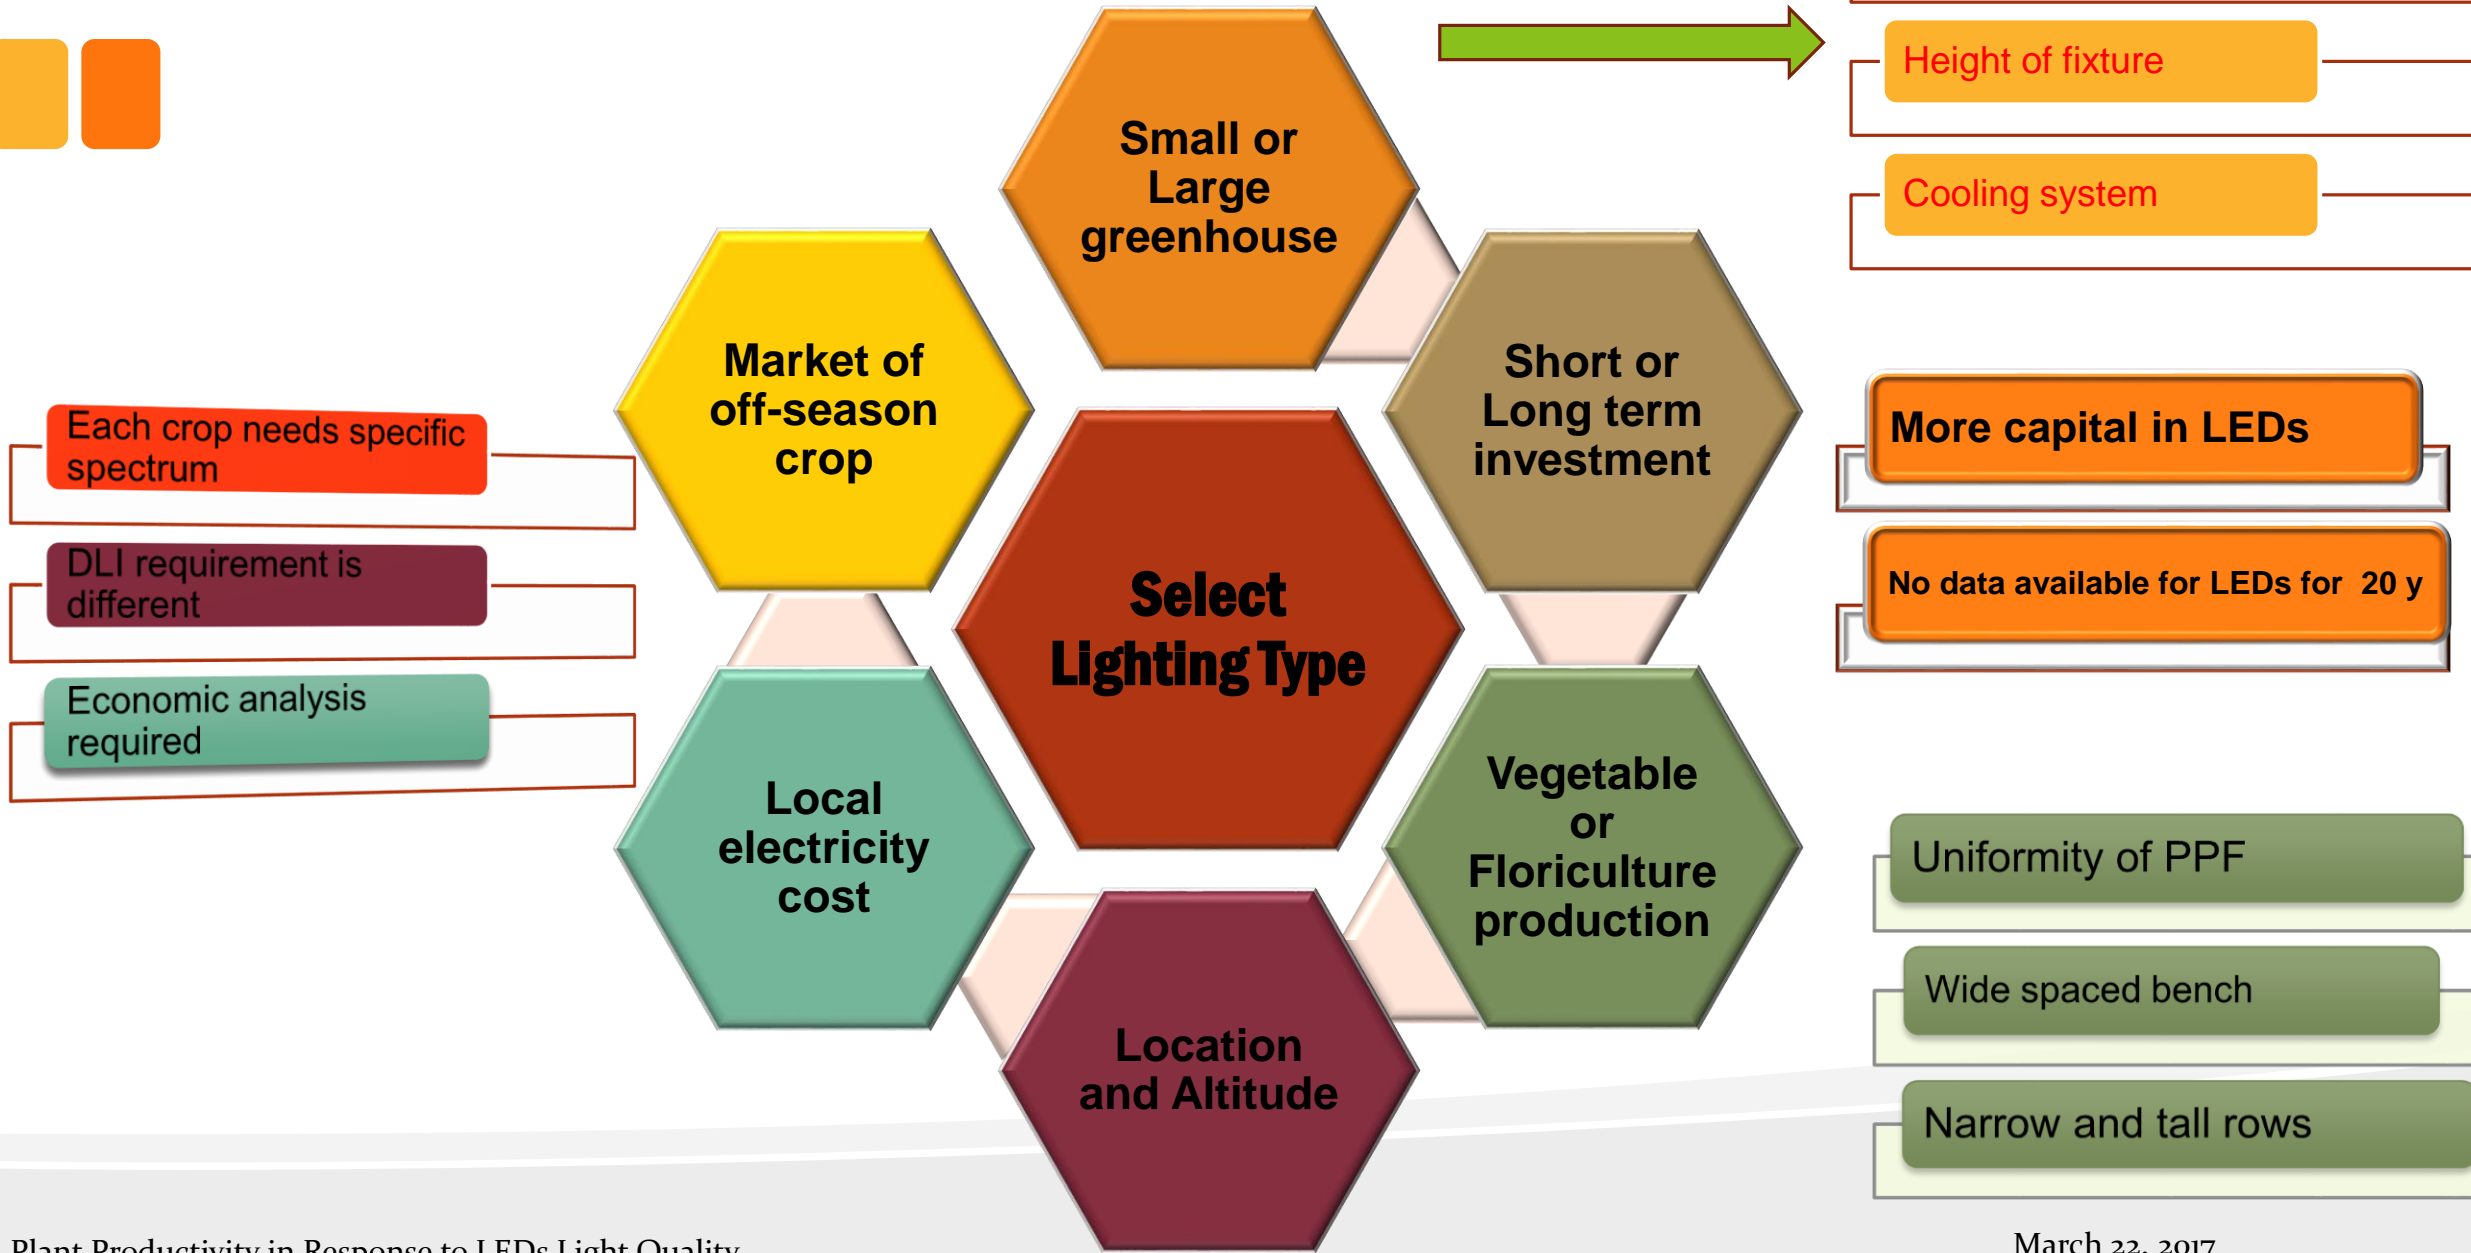 Small or
Large
greenhouse
Height of fixture
Cooling system
Market of
off-season
crop
Short or
Long term
investment
Each crop needs specific
spectrum
DLI requirement is
different
Economic analysis
required
More capital in LEDs
No data available for LEDs for 20 y
Select
Lighting Type
Local
electricity
cost
Vegetable
or
Floriculture
production
Location
and Altitude
Uniformity of PPF
Wide spaced bench
Narrow and tall rows
Plant Productivity in Response to LEDs Light Quality
March 22, 2017